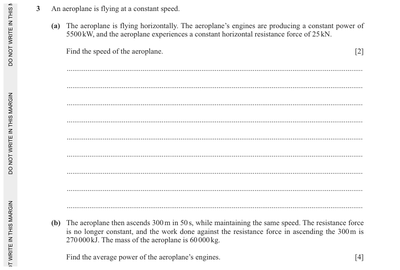 3 An aeroplane is flying at a constant speed.
(a) The aeroplane is flying horizontally. The aeroplane's engines are producing a constant power of
5500 kW, and the aeroplane experiences a constant horizontal resistance force of 25 kN.
Find the speed of the aeroplane. [2]
(b) The aeroplane then ascends 300 m in 50 s, while maintaining the same speed. The resistance force
is no longer constant, and the work done against the resistance force in ascending the 300 m is
270 000 kJ. The mass of the aeroplane is 60 000 kg.
Find the average power of the aeroplane's engines. [4]
DO NOT WRITE IN THIS
DO NOT WRITE IN THIS MARGIN
WRITE IN THIS MARGIN